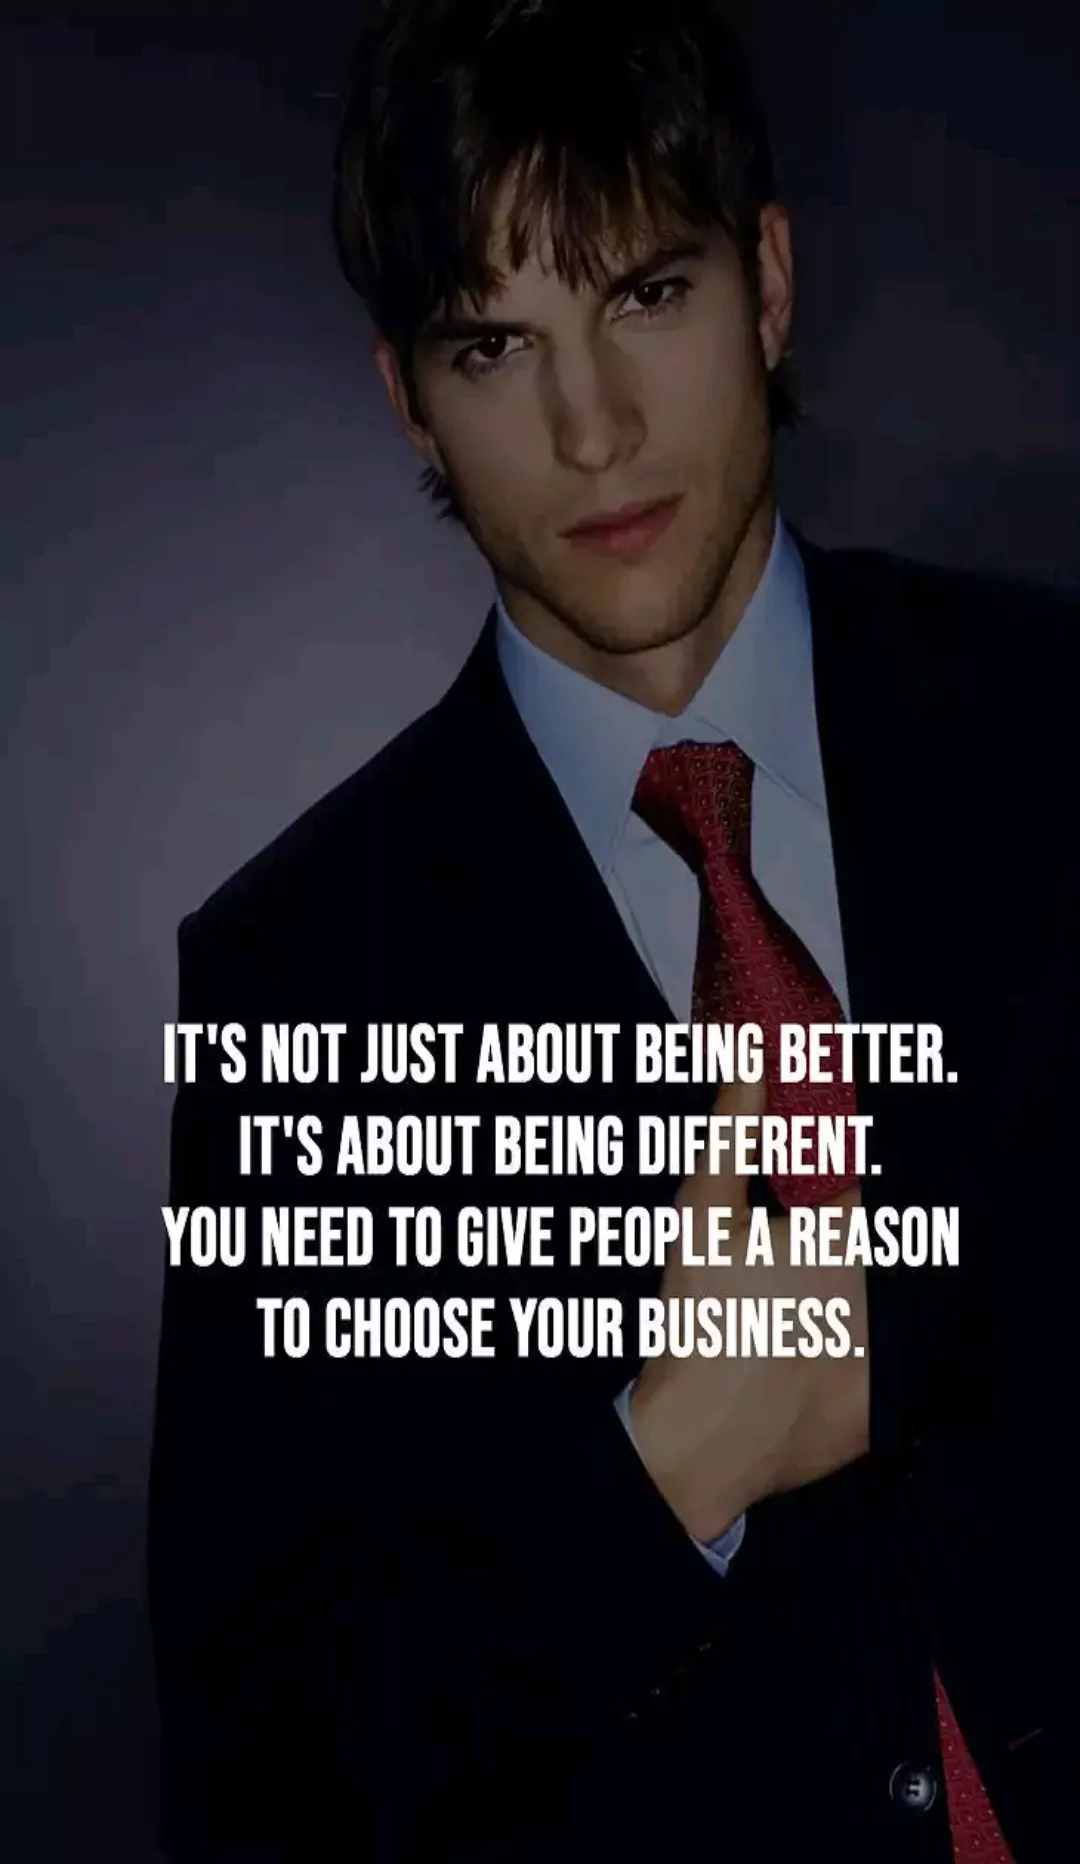 IT'S NOT JUST ABOUT BEING BETTER.
IT'S ABOUT BEING DIFFERENT.
YOU NEED TO GIVE PEOPLE A REASON
TO CHOOSE YOUR BUSINESS.